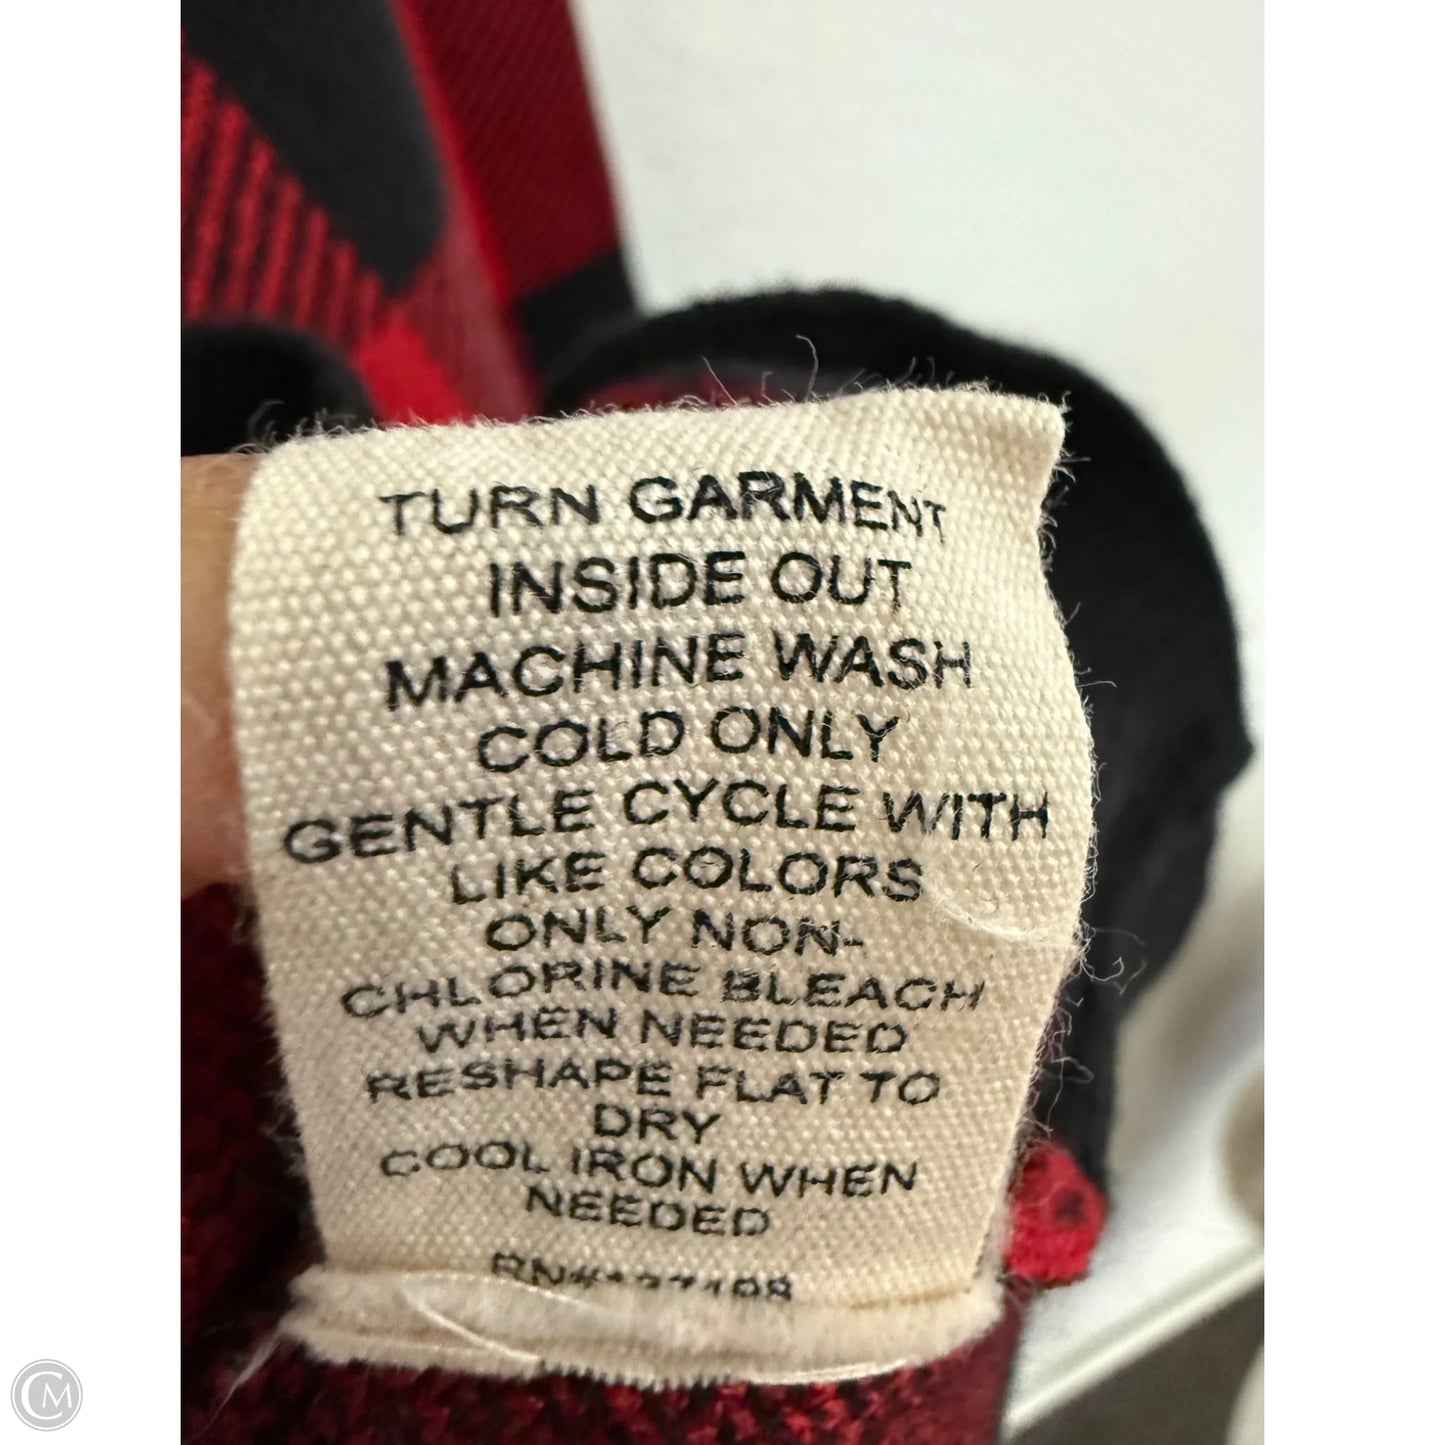 TURN GARMENT
INSIDE OUT
MACHINE WASH
COLD ONLY
GENTLE CYCLE WITH
LIKE COLORS
ONLY NON-
CHLORINE BLEACH
WHEN NEEDED
RESHAPE FLAT TO
DRY
COOL IRON WHEN
NEEDED
CM